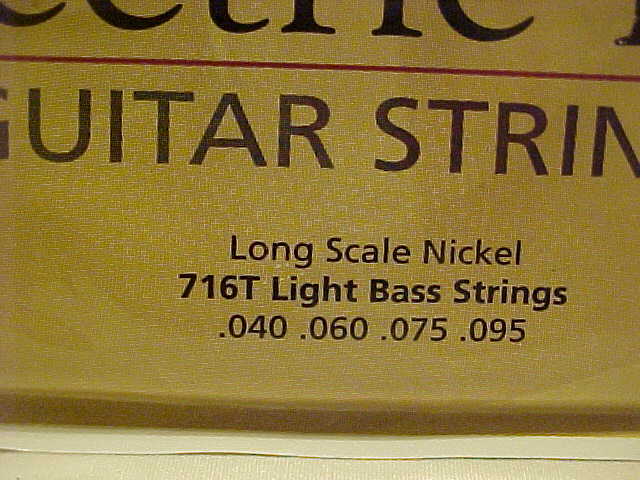 GUITAR STRIN
Long Scale Nickel
716T Light Bass Strings
.040 .060 .075 .095